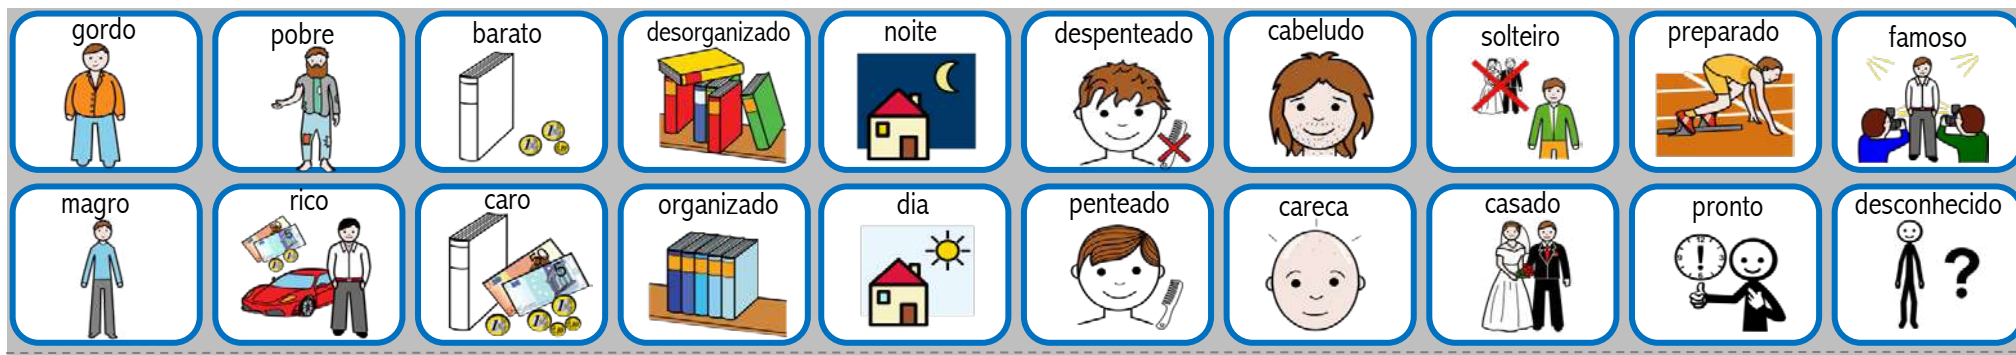 gordo
pobre
barato
desorganizado
noite
despenteado
cabeludo
solteiro
preparado
famoso
magro
rico
caro
organizado
dia
penteado
careca
casado
pronto
desconhecido